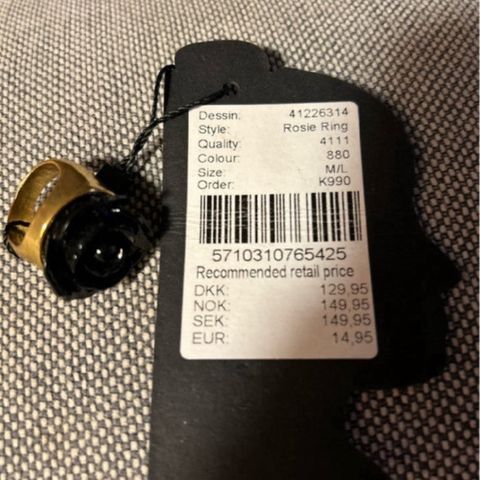 Dessin: 41226314
Style: Rosie Ring
Quality: 4111
Colour: 880
Size: M/L
Order: K990
5710310765425
Recommended retail price
DKK: 129,95
NOK: 149,95
SEK: 149,95
EUR: 14,95